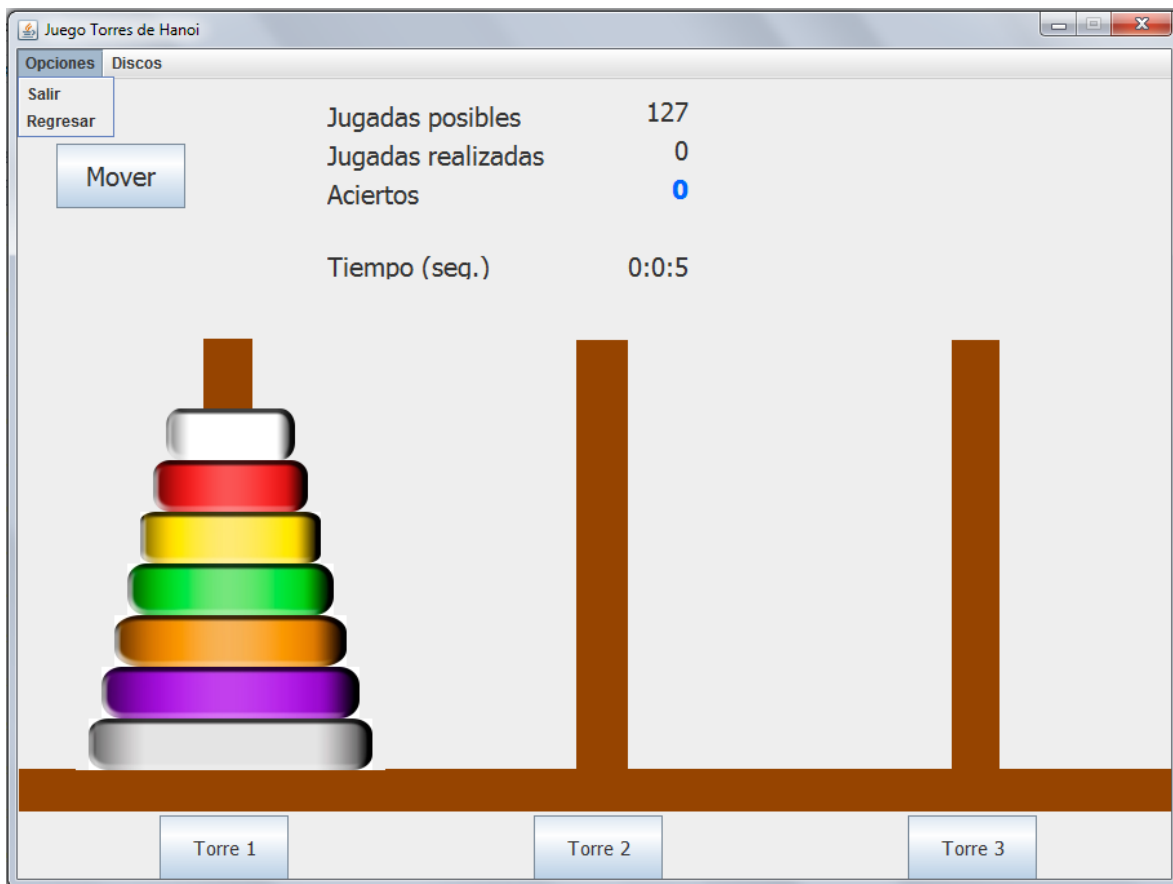 Juego Torres de Hanoi
Opciones Discos
Salir
Regresar
Mover
Jugadas posibles 127
Jugadas realizadas 0
Aciertos 0
Tiempo (seg.) 0:0:5
Torre 1 Torre 2 Torre 3